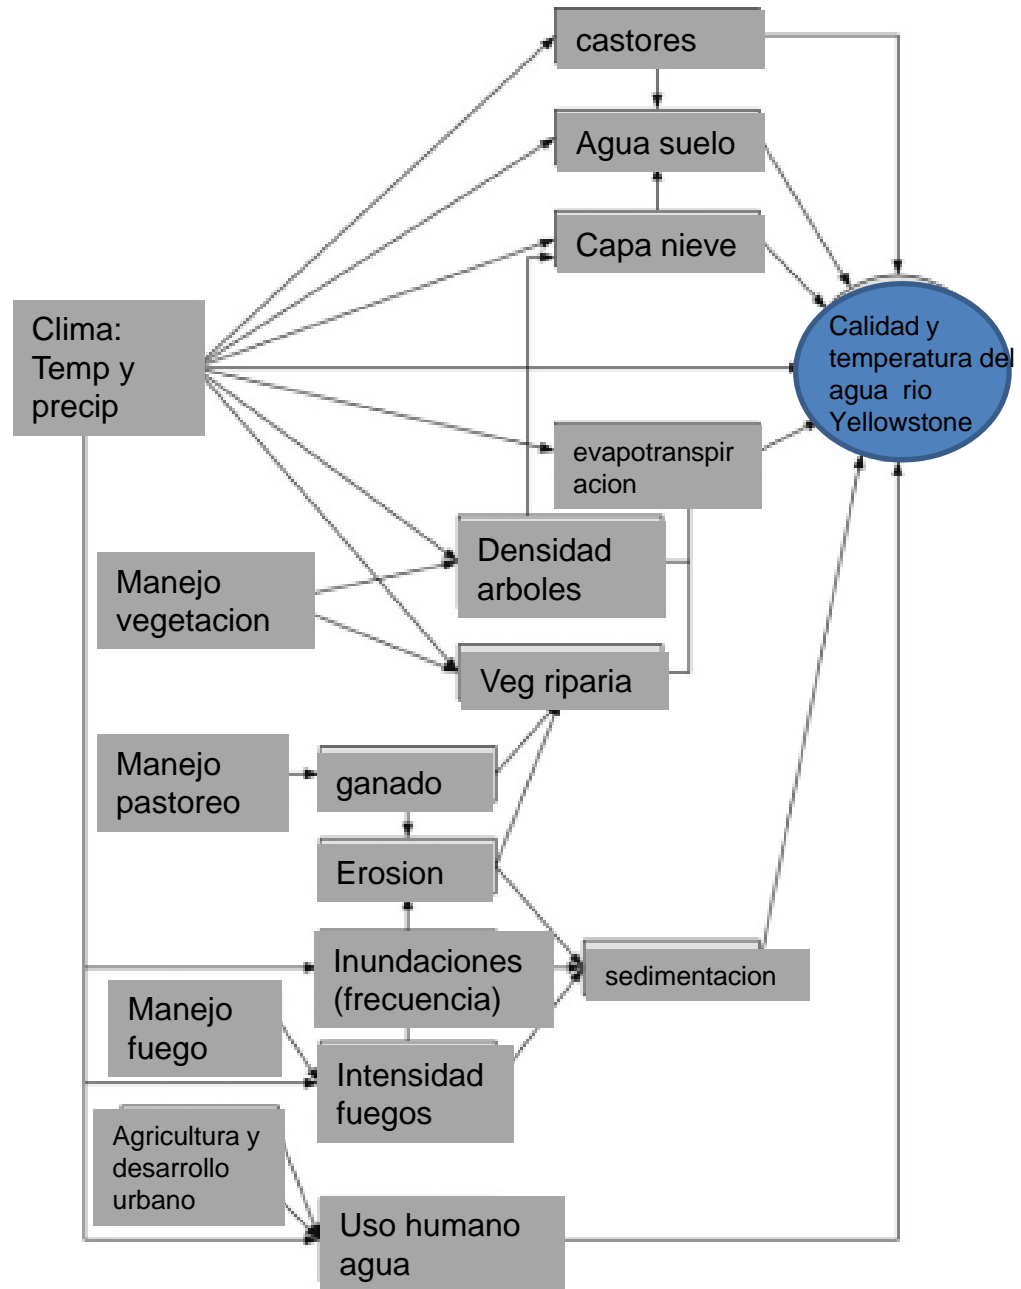 castores
Agua suelo
Capa nieve
Clima:
Temp y
precip
Calidad y
temperatura del
agua rio
Yellowstone
evapotranspir
acion
Densidad
arboles
Manejo
vegetacion
Veg riparia
Manejo
pastoreo
ganado
Erosion
Inundaciones
(frecuencia)
sedimentacion
Manejo
fuego
Intensidad
fuegos
Agricultura y
desarrollo
urbano
Uso humano
agua